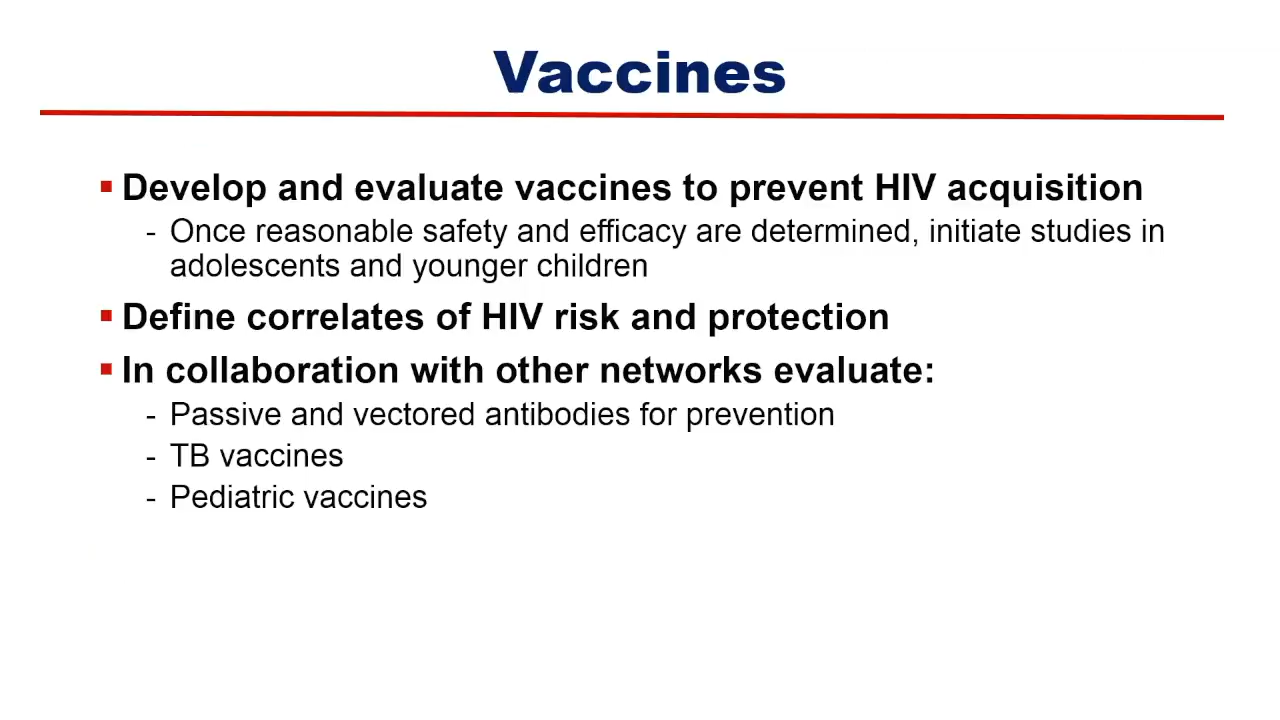 Vaccines
▪ Develop and evaluate vaccines to prevent HIV acquisition
- Once reasonable safety and efficacy are determined, initiate studies in
adolescents and younger children
▪ Define correlates of HIV risk and protection
▪ In collaboration with other networks evaluate:
- Passive and vectored antibodies for prevention
- TB vaccines
- Pediatric vaccines